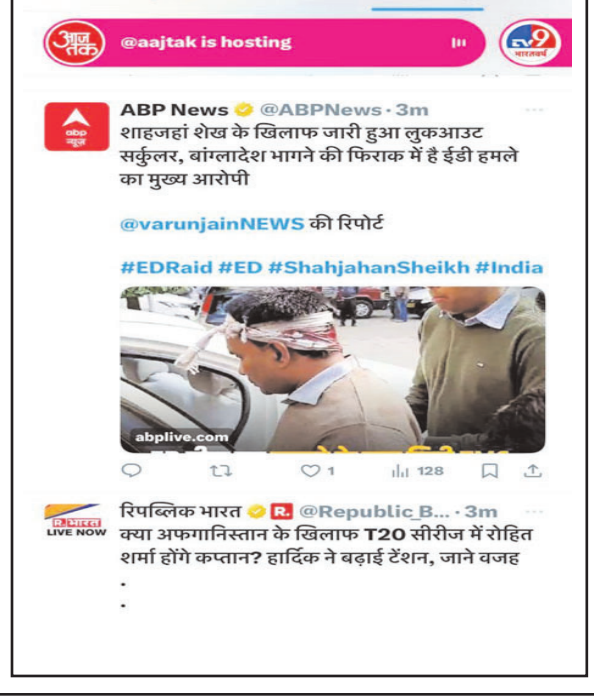 आज तक
@aajtak is hosting
TV9
भारतवर्ष
ABP News @ABPNews · 3m
abp
न्यूज़
शाहजहां शेख के खिलाफ जारी हुआ लुकआउट
सर्कुलर, बांग्लादेश भागने की फिराक में है ईडी हमले
का मुख्य आरोपी
@varunjainNEWS की रिपोर्ट
#EDRaid #ED #ShahjahanSheikh #India
abplive.com
1 128
रिपब्लिक भारत R. @Republic_B... · 3m
R.भारत
LIVE NOW
क्या अफगानिस्तान के खिलाफ T20 सीरीज में रोहित
शर्मा होंगे कप्तान? हार्दिक ने बढ़ाई टेंशन, जाने वजह
.
.